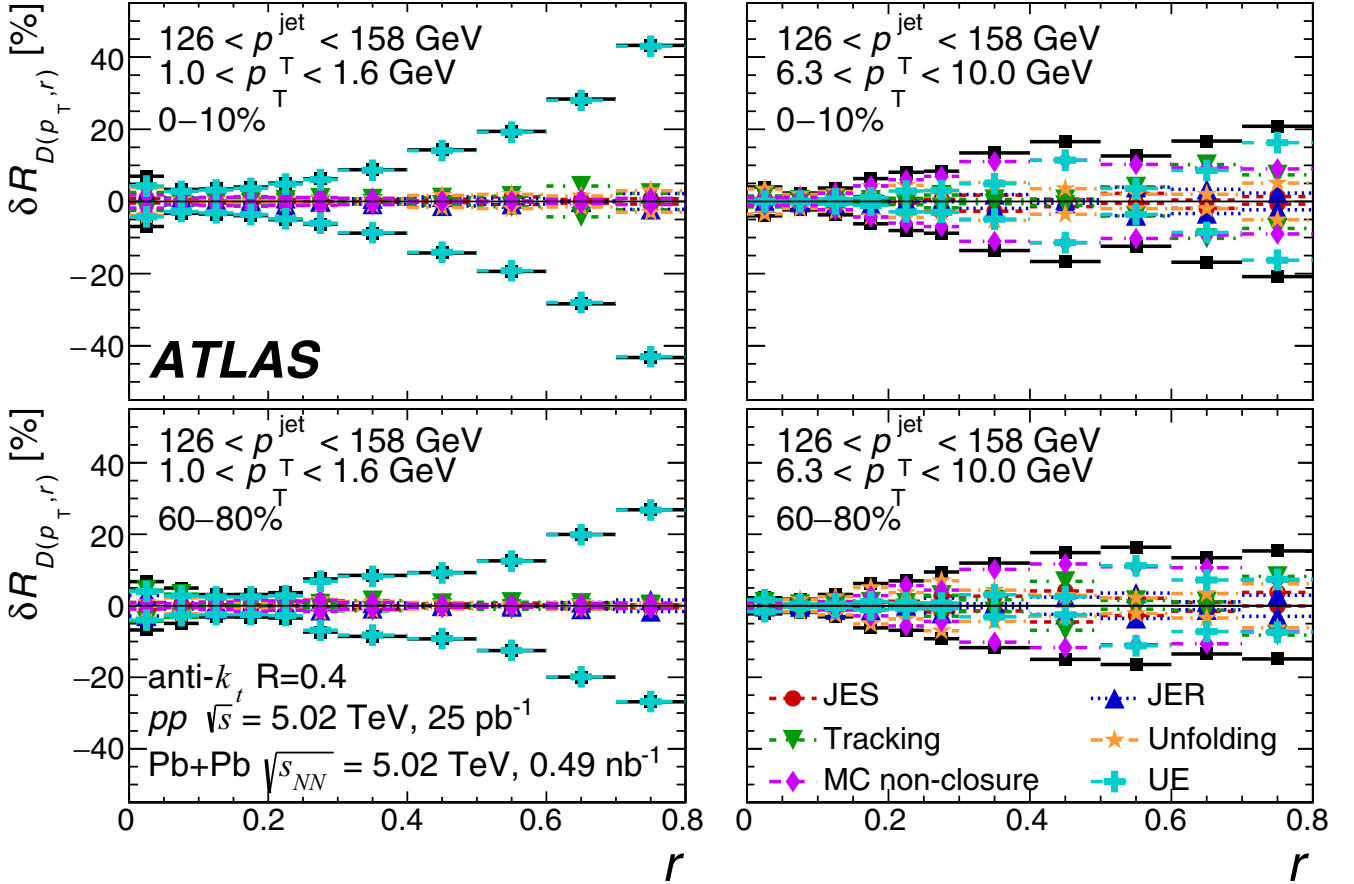 δR_D(p_T,r) [%]
40
20
0
−20
−40
126 < p_T^jet < 158 GeV
1.0 < p_T < 1.6 GeV
0−10%
ATLAS
126 < p_T^jet < 158 GeV
6.3 < p_T < 10.0 GeV
0−10%
δR_D(p_T,r) [%]
40
20
0
−20
−40
126 < p_T^jet < 158 GeV
1.0 < p_T < 1.6 GeV
60−80%
anti-k_t R=0.4
pp √s = 5.02 TeV, 25 pb^-1
Pb+Pb √s_NN = 5.02 TeV, 0.49 nb^-1
0 0.2 0.4 0.6 0.8
r
126 < p_T^jet < 158 GeV
6.3 < p_T < 10.0 GeV
60−80%
JES
JER
Tracking
Unfolding
MC non-closure
UE
0 0.2 0.4 0.6 0.8
r